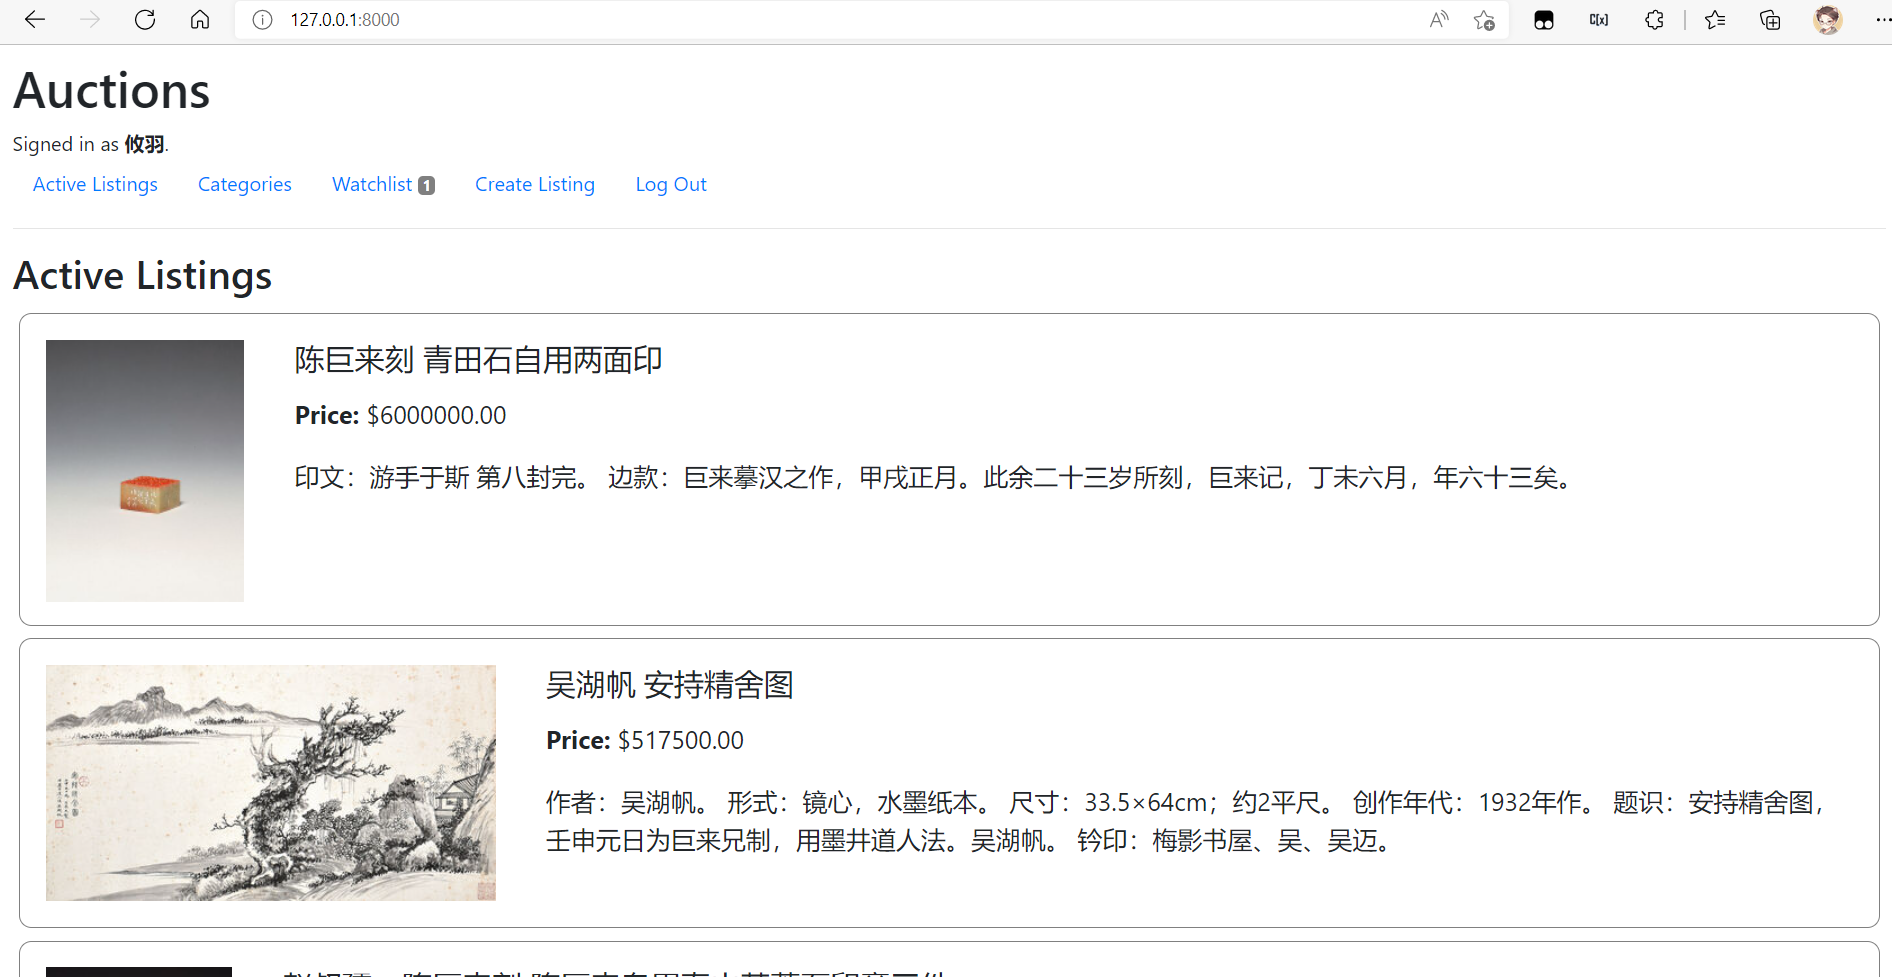 127.0.0.1:8000
Auctions
Signed in as 攸羽.
Active Listings Categories Watchlist 1 Create Listing Log Out
Active Listings
陈巨来刻 青田石自用两面印
Price: $6000000.00
印文：游手于斯 第八封完。 边款：巨来摹汉之作，甲戌正月。此余二十三岁所刻，巨来记，丁未六月，年六十三矣。
吴湖帆 安持精舍图
Price: $517500.00
作者：吴湖帆。 形式：镜心，水墨纸本。 尺寸：33.5×64cm；约2平尺。 创作年代：1932年作。 题识：安持精舍图，
壬申元日为巨来兄制，用墨井道人法。吴湖帆。 钤印：梅影书屋、吴、吴迈。